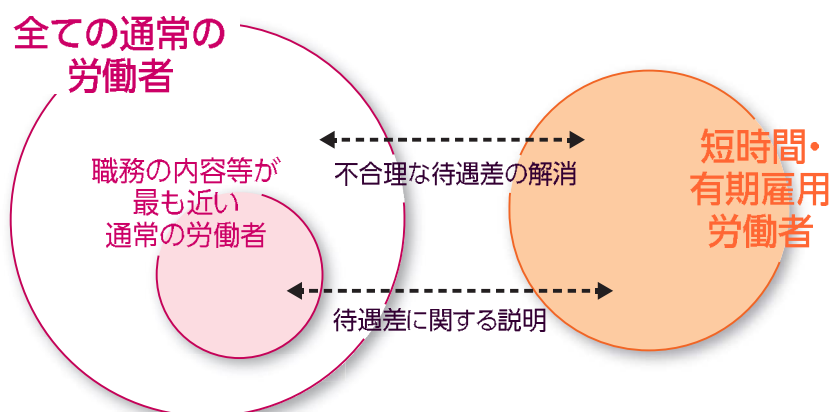 全ての通常の
労働者
職務の内容等が
最も近い
通常の労働者
不合理な待遇差の解消
待遇差に関する説明
短時間・
有期雇用
労働者